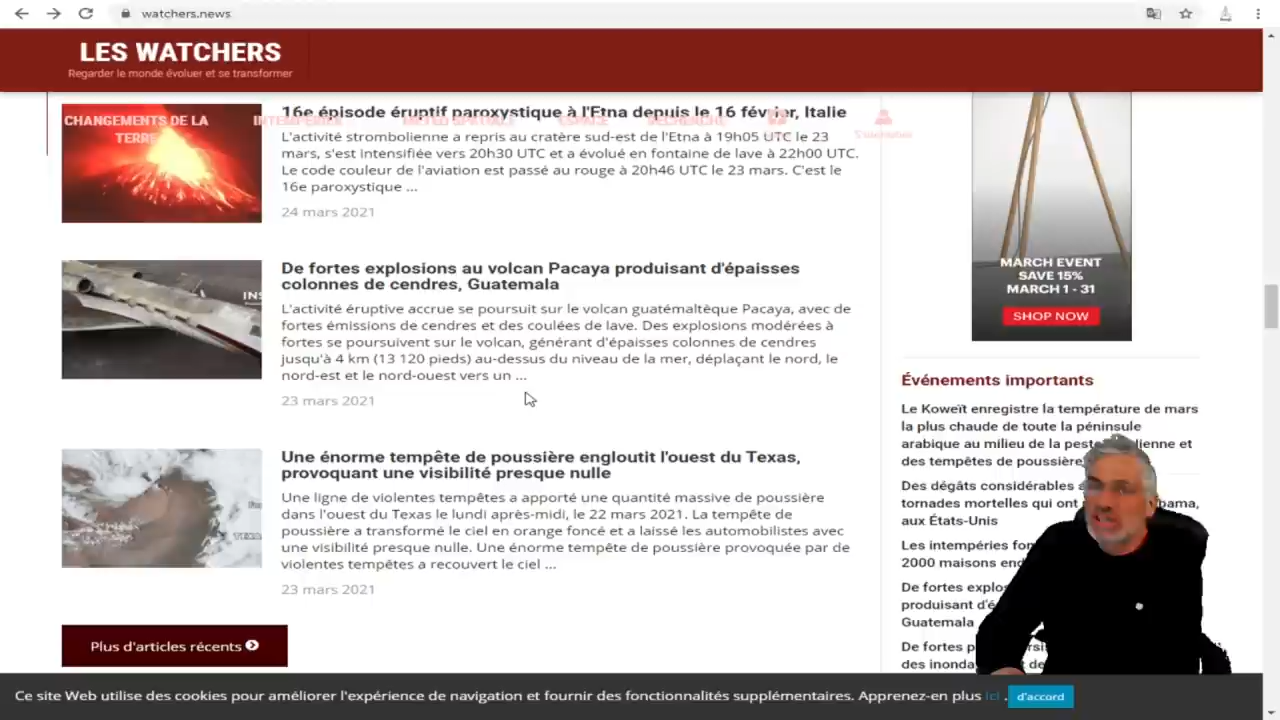 watchers.news
LES WATCHERS
Regarder le monde évoluer et se transformer
CHANGEMENTS DE LA
TERRE
16e épisode éruptif paroxystique à l'Etna depuis le 16 février, Italie
L'activité strombolienne a repris au cratère sud-est de l'Etna à 19h05 UTC le 23
mars, s'est intensifiée vers 20h30 UTC et a évolué en fontaine de lave à 22h00 UTC.
Le code couleur de l'aviation est passé au rouge à 20h46 UTC le 23 mars. C'est le
16e paroxystique ...
24 mars 2021
De fortes explosions au volcan Pacaya produisant d'épaisses
colonnes de cendres, Guatemala
L'activité éruptive accrue se poursuit sur le volcan guatémaltèque Pacaya, avec de
fortes émissions de cendres et des coulées de lave. Des explosions modérées à
fortes se poursuivent sur le volcan, générant d'épaisses colonnes de cendres
jusqu'à 4 km (13 120 pieds) au-dessus du niveau de la mer, déplaçant le nord, le
nord-est et le nord-ouest vers un ...
23 mars 2021
Une énorme tempête de poussière engloutit l'ouest du Texas,
provoquant une visibilité presque nulle
Une ligne de violentes tempêtes a apporté une quantité massive de poussière
dans l'ouest du Texas le lundi après-midi, le 22 mars 2021. La tempête de
poussière a transformé le ciel en orange foncé et a laissé les automobilistes avec
une visibilité presque nulle. Une énorme tempête de poussière provoquée par de
violentes tempêtes a recouvert le ciel ...
23 mars 2021
Plus d'articles récents
MARCH EVENT
SAVE 15%
MARCH 1 - 31
SHOP NOW
Événements importants
Le Koweït enregistre la température de mars
la plus chaude de toute la péninsule
arabique au milieu de la et
des tempêtes de poussière
Des dégâts considérables
tornades mortelles qui ont
aux États-Unis
Les intempéries
2000 maisons
De fortes
produisant
Guatemala
De fortes
des
Ce site Web utilise des cookies pour améliorer l'expérience de navigation et fournir des fonctionnalités supplémentaires. Apprenez-en plus ici . d'accord